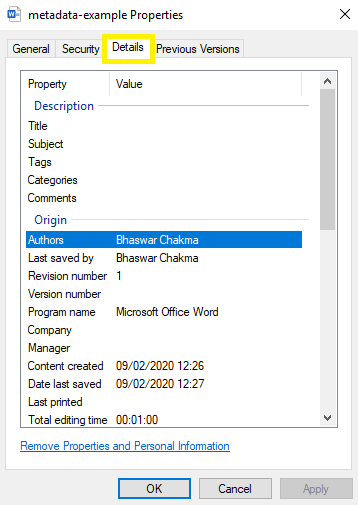 metadata-example Properties
General Security Details Previous Versions
Property Value
Description
Title
Subject
Tags
Categories
Comments
Origin
Authors Bhaswar Chakma
Last saved by Bhaswar Chakma
Revision number 1
Version number
Program name Microsoft Office Word
Company
Manager
Content created 09/02/2020 12:26
Date last saved 09/02/2020 12:27
Last printed
Total editing time 00:01:00
Remove Properties and Personal Information
OK Cancel Apply